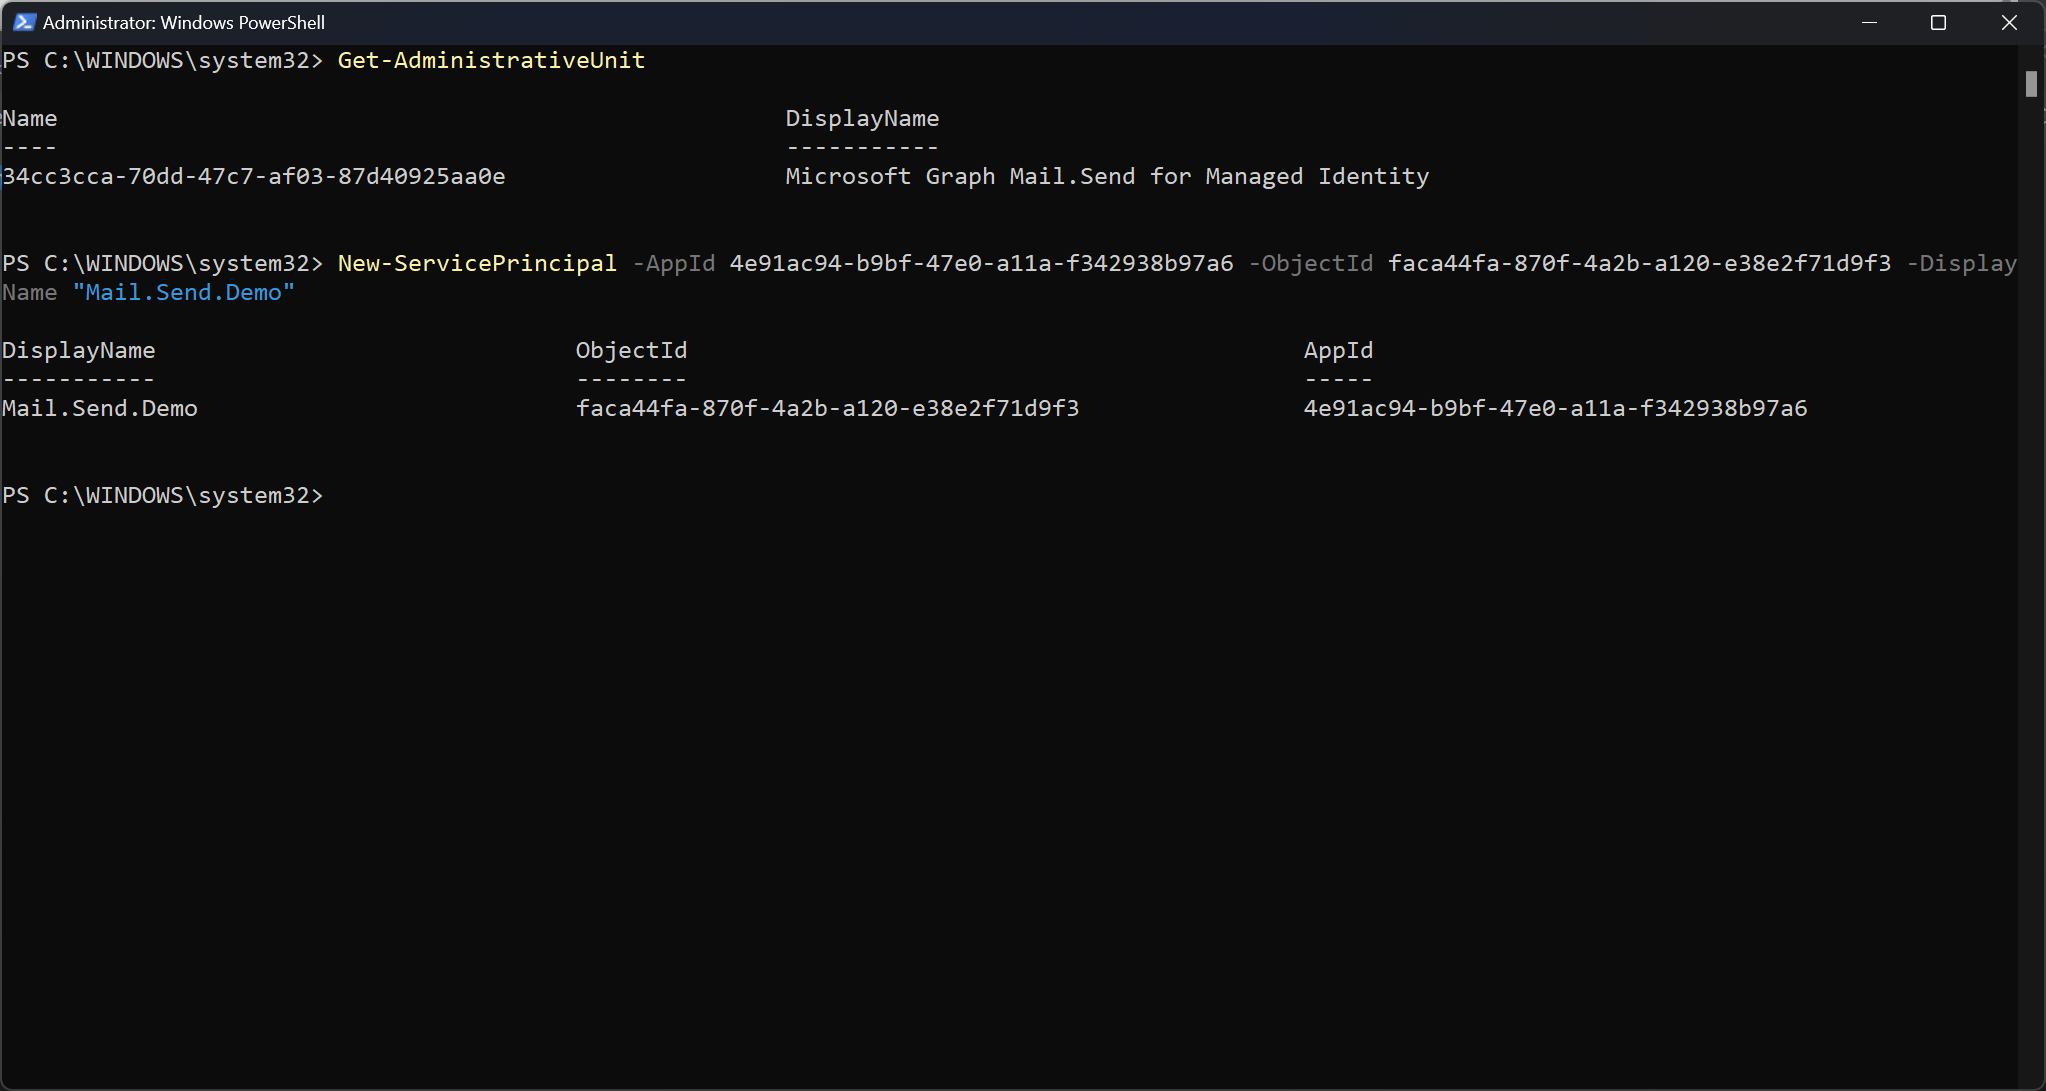 Administrator: Windows PowerShell
PS C:\WINDOWS\system32> Get-AdministrativeUnit
Name DisplayName
---- -----------
34cc3cca-70dd-47c7-af03-87d40925aa0e Microsoft Graph Mail.Send for Managed Identity
PS C:\WINDOWS\system32> New-ServicePrincipal -AppId 4e91ac94-b9bf-47e0-a11a-f342938b97a6 -ObjectId faca44fa-870f-4a2b-a120-e38e2f71d9f3 -Display
Name "Mail.Send.Demo"
DisplayName ObjectId AppId
----------- -------- -----
Mail.Send.Demo faca44fa-870f-4a2b-a120-e38e2f71d9f3 4e91ac94-b9bf-47e0-a11a-f342938b97a6
PS C:\WINDOWS\system32>